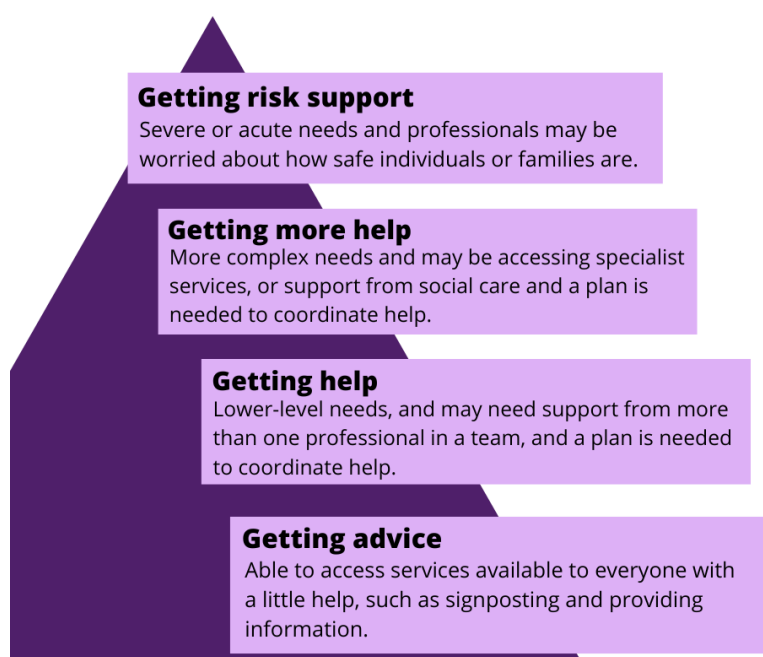 Getting risk support
Severe or acute needs and professionals may be
worried about how safe individuals or families are.
Getting more help
More complex needs and may be accessing specialist
services, or support from social care and a plan is
needed to coordinate help.
Getting help
Lower-level needs, and may need support from more
than one professional in a team, and a plan is needed
to coordinate help.
Getting advice
Able to access services available to everyone with
a little help, such as signposting and providing
information.